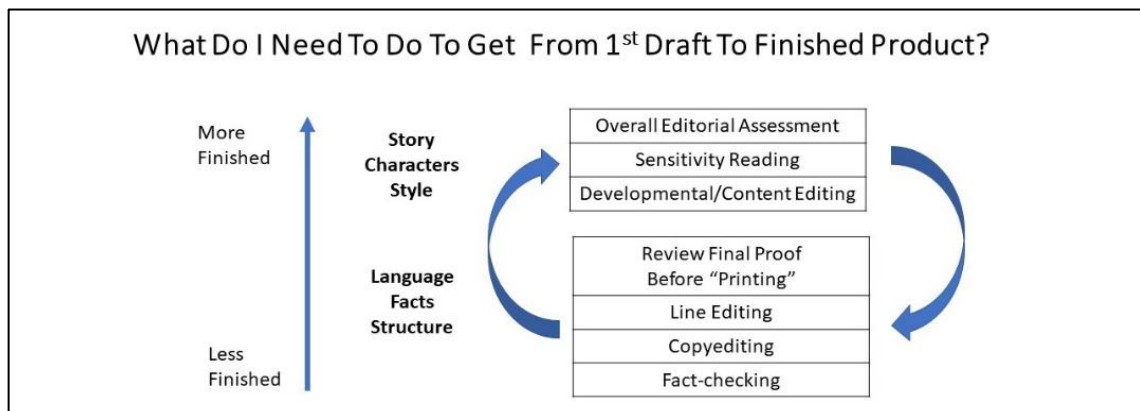 What Do I Need To Do To Get From 1st Draft To Finished Product?
More
Finished
Story
Characters
Style
Overall Editorial Assessment
Sensitivity Reading
Developmental/Content Editing
Language
Facts
Structure
Review Final Proof
Before “Printing”
Line Editing
Copyediting
Fact-checking
Less
Finished